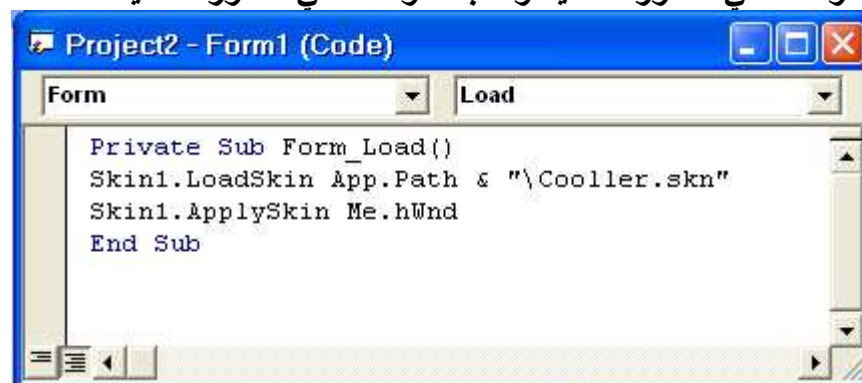 Project2 - Form1 (Code)
Form Load
Private Sub Form_Load()
Skin1.LoadSkin App.Path & "\Cooller.skn"
Skin1.ApplySkin Me.hWnd
End Sub